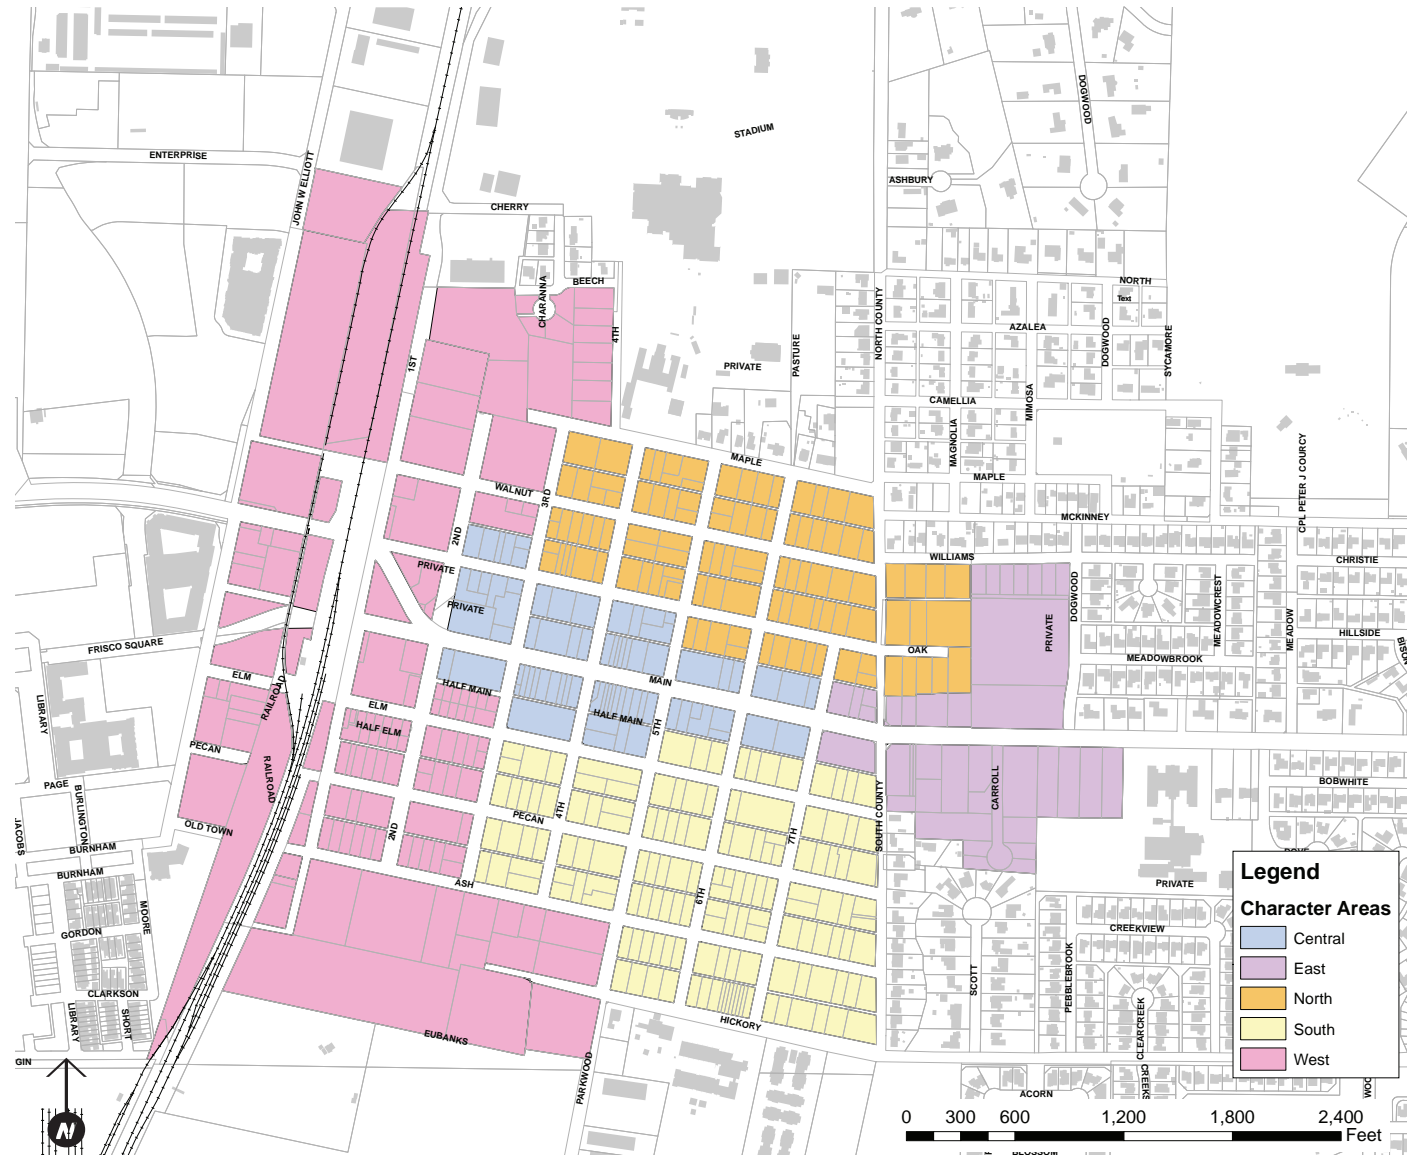 DOGWOOD
STADIUM
ENTERPRISE
JOHN W ELLIOTT
ASHBURY
CHERRY
BEECH
CHARANNA
NORTH
Text
NORTH COUNTY
AZALEA
4TH
DOGWOOD
SYCAMORE
1ST
PRIVATE
PASTURE
CAMELLIA
MIMOSA
MAGNOLIA
MAPLE
CPL PETER J COURCY
MAPLE
WALNUT
3RD
MCKINNEY
2ND
WILLIAMS
CHRISTIE
PRIVATE
PRIVATE
DOGWOOD
MEADOWCREST
MEADOW
PRIVATE
HILLSIDE
BISON
FRISCO SQUARE
OAK
MEADOWBROOK
ELM
MAIN
HALF MAIN
RAILROAD
LIBRARY
ELM
HALF MAIN
5TH
HALF ELM
PECAN
RAILROAD
PAGE
CARROLL
BOBWHITE
BURLINGTON
4TH
PECAN
SOUTH COUNTY
JACOBS
OLD TOWN
2ND
7TH
BURNHAM
BURNHAM
ASH
PRIVATE
6TH
MOORE
GORDON
CREEKVIEW
SCOTT
PEBBLEBROOK
CLARKSON
LIBRARY
SHORT
HICKORY
CLEARCREEK
EUBANKS
GIN
PARKWOOD
ACORN
Legend
Character Areas
Central
East
North
South
West
N
0 300 600 1,200 1,800 2,400
Feet
BLOSSOM